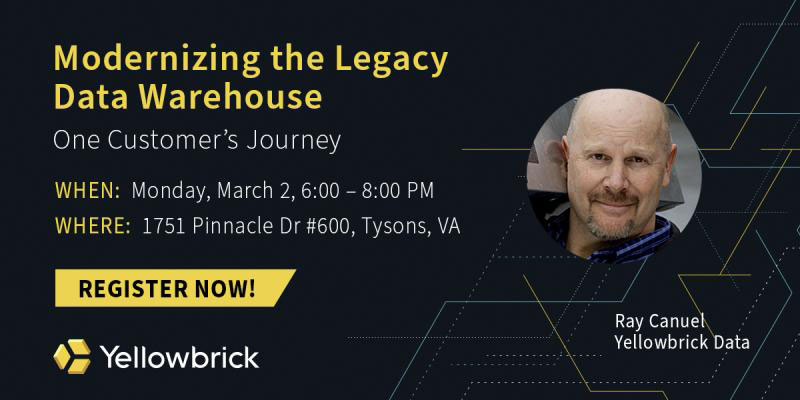 Modernizing the Legacy
Data Warehouse
One Customer’s Journey
WHEN: Monday, March 2, 6:00 – 8:00 PM
WHERE: 1751 Pinnacle Dr #600, Tysons, VA
REGISTER NOW!
Yellowbrick
Ray Canuel
Yellowbrick Data